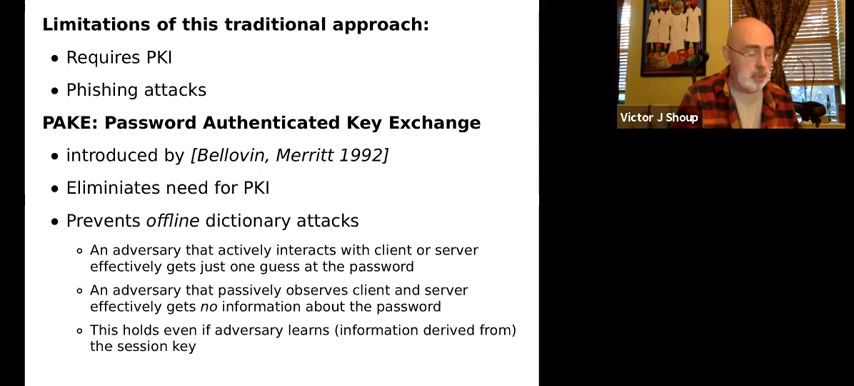 Limitations of this traditional approach:
• Requires PKI
• Phishing attacks
PAKE: Password Authenticated Key Exchange
• introduced by [Bellovin, Merritt 1992]
• Eliminiates need for PKI
• Prevents offline dictionary attacks
◦ An adversary that actively interacts with client or server
effectively gets just one guess at the password
◦ An adversary that passively observes client and server
effectively gets no information about the password
◦ This holds even if adversary learns (information derived from)
the session key
Victor J Shoup